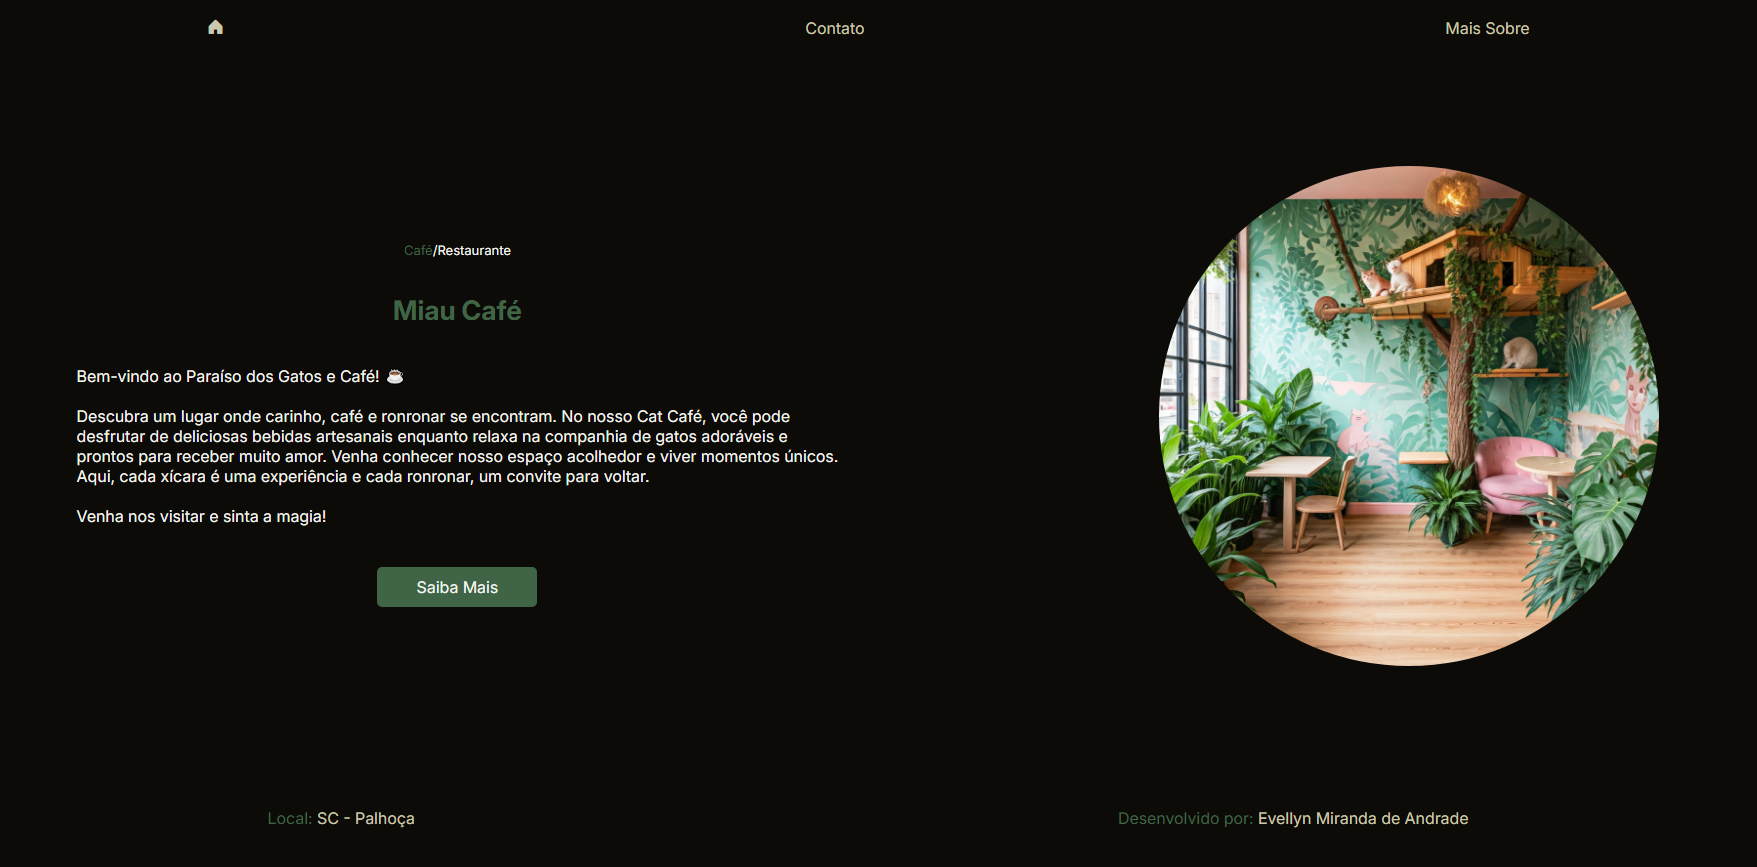 Contato
Mais Sobre
Café/Restaurante
Miau Café
Bem-vindo ao Paraíso dos Gatos e Café! ☕
Descubra um lugar onde carinho, café e ronronar se encontram. No nosso Cat Café, você pode
desfrutar de deliciosas bebidas artesanais enquanto relaxa na companhia de gatos adoráveis e
prontos para receber muito amor. Venha conhecer nosso espaço acolhedor e viver momentos únicos.
Aqui, cada xícara é uma experiência e cada ronronar, um convite para voltar.
Venha nos visitar e sinta a magia!
Saiba Mais
Local: SC - Palhoça
Desenvolvido por: Evellyn Miranda de Andrade